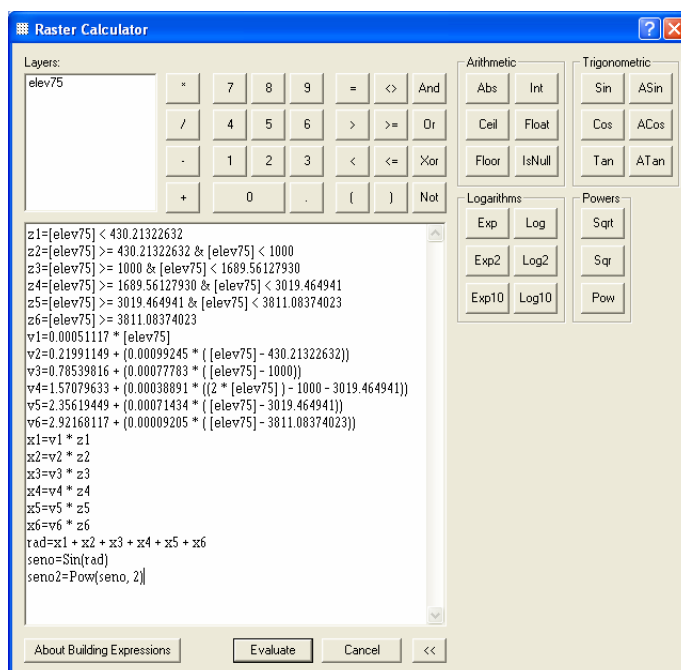 Raster Calculator
Layers:
elev75
* 7 8 9 = <> And
/ 4 5 6 > >= Or
- 1 2 3 < <= Xor
+ 0 . ( ) Not
Arithmetic
Abs Int
Ceil Float
Floor IsNull
Trigonometric
Sin ASin
Cos ACos
Tan ATan
Logarithms
Exp Log
Exp2 Log2
Exp10 Log10
Powers
Sqrt
Sqr
Pow
z1=[elev75] < 430.21322632
z2=[elev75] >= 430.21322632 & [elev75] < 1000
z3=[elev75] >= 1000 & [elev75] < 1689.56127930
z4=[elev75] >= 1689.56127930 & [elev75] < 3019.464941
z5=[elev75] >= 3019.464941 & [elev75] < 3811.08374023
z6=[elev75] >= 3811.08374023
v1=0.00051117 * [elev75]
v2=0.21991149 + (0.00099245 * ( [elev75] - 430.21322632))
v3=0.78539816 + (0.00077783 * ( [elev75] - 1000))
v4=1.57079633 + (0.00038891 * ((2 * [elev75] ) - 1000 - 3019.464941))
v5=2.35619449 + (0.00071434 * ( [elev75] - 3019.464941))
v6=2.92168117 + (0.00009205 * ( [elev75] - 3811.08374023))
x1=v1 * z1
x2=v2 * z2
x3=v3 * z3
x4=v4 * z4
x5=v5 * z5
x6=v6 * z6
rad=x1 + x2 + x3 + x4 + x5 + x6
seno=Sin(rad)
seno2=Pow(seno, 2)
About Building Expressions Evaluate Cancel <<